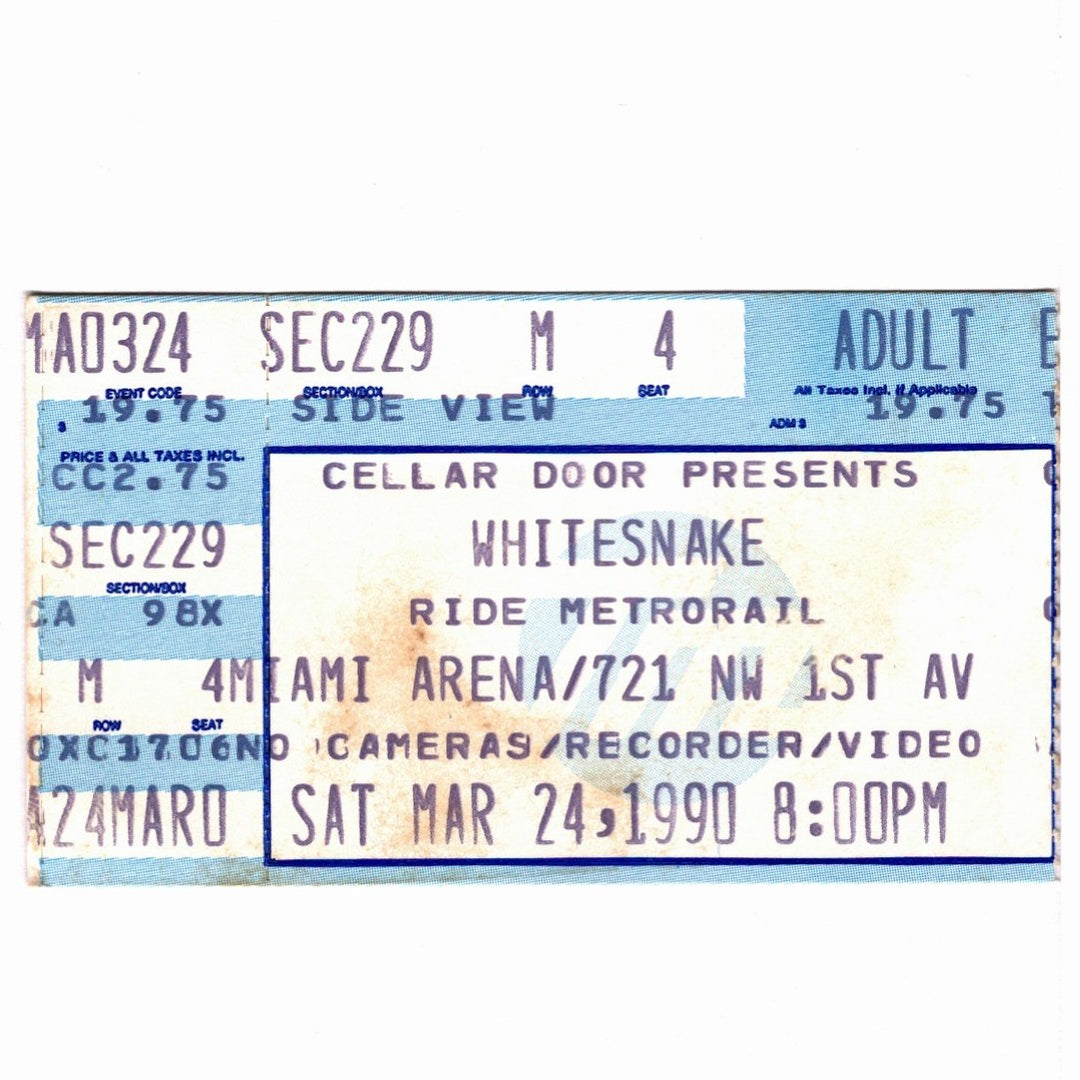 MA0324 SEC229 M 4 ADULT
EVENT CODE SECTION/BOX ROW SEAT All Taxes Incl. if Applicable
$ 19.75 SIDE VIEW ADM $ 19.75
PRICE & ALL TAXES INCL.
CC2.75 CELLAR DOOR PRESENTS
SEC229 WHITESNAKE
SECTION/BOX
CA 98X RIDE METRORAIL
M 4 MIAMI ARENA/721 NW 1ST AV
ROW SEAT
0XC1706 NO CAMERAS/RECORDER/VIDEO
A24MAR0 SAT MAR 24,1990 8:00PM